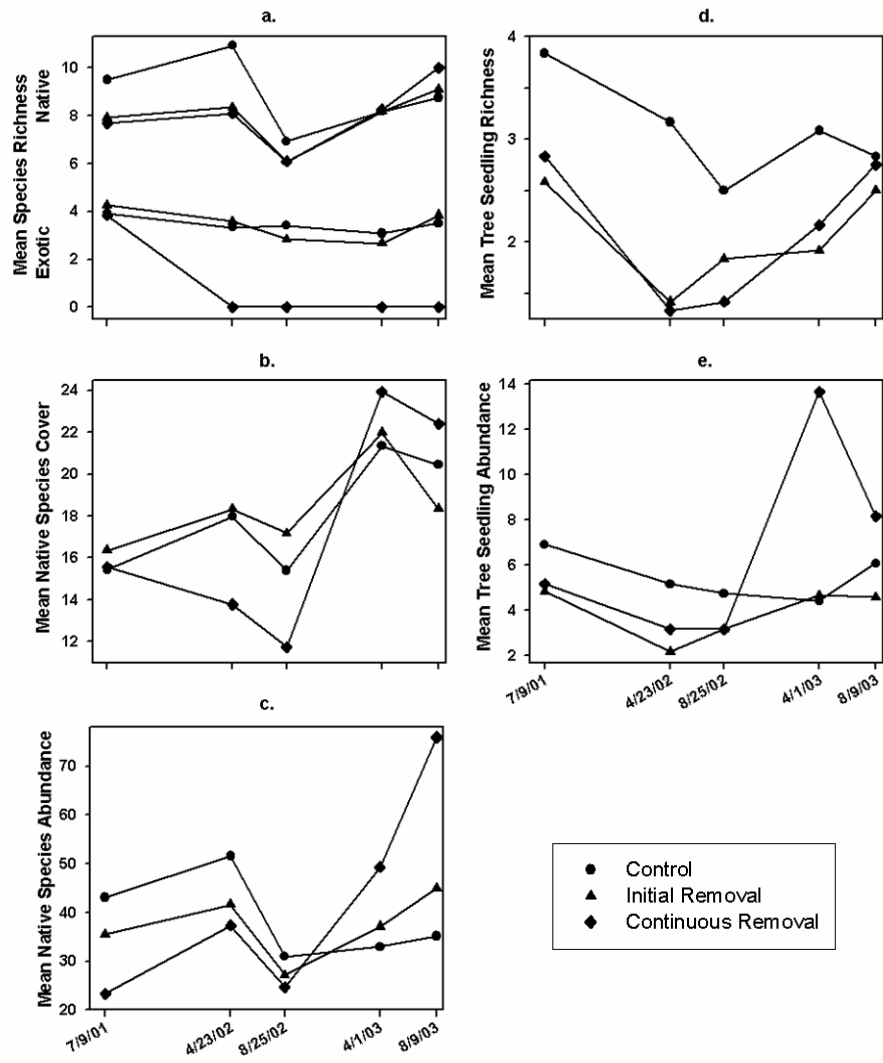 a.
Mean Species Richness
Exotic Native
10
8
6
4
2
0
b.
Mean Native Species Cover
24
22
20
18
16
14
12
c.
Mean Native Species Abundance
70
60
50
40
30
20
7/9/01
4/23/02
8/25/02
4/1/03
8/9/03
d.
Mean Tree Seedling Richness
4
3
2
e.
Mean Tree Seedling Abundance
14
12
10
8
6
4
2
7/9/01
4/23/02
8/25/02
4/1/03
8/9/03
Control
Initial Removal
Continuous Removal